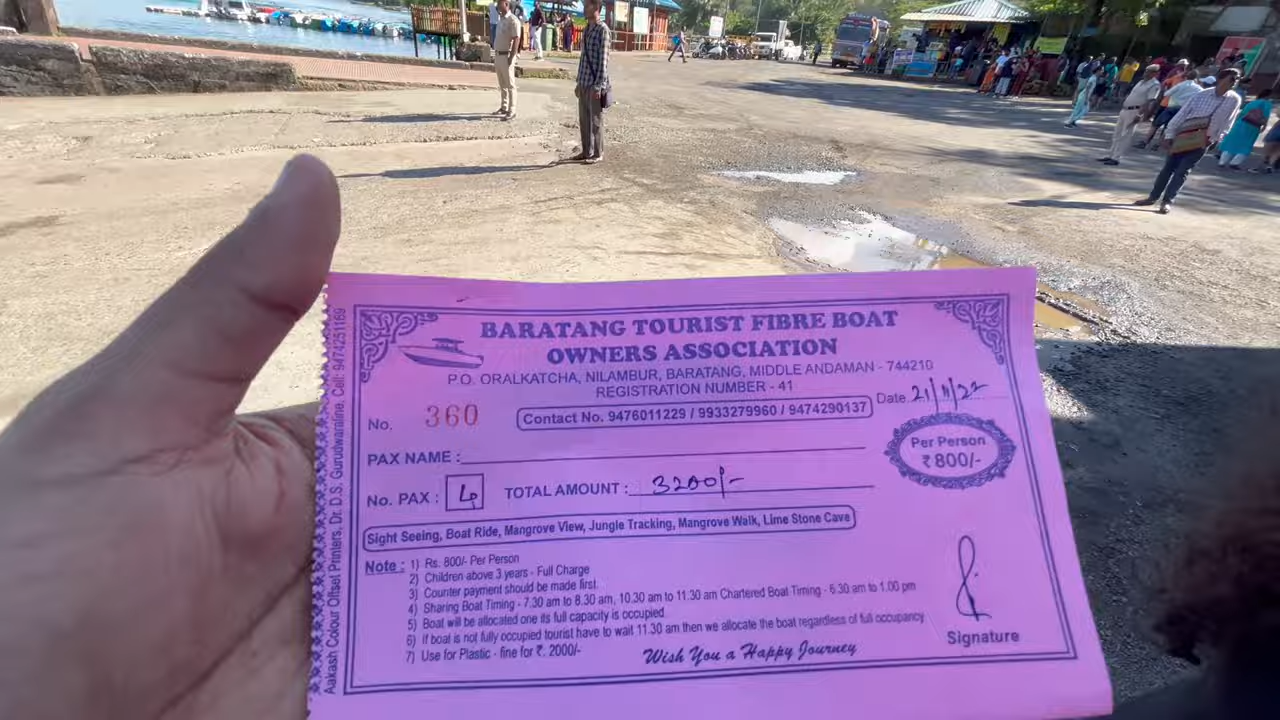 BARATANG TOURIST FIBRE BOAT
OWNERS ASSOCIATION
P.O. ORALKATCHA, NILAMBUR, BARATANG, MIDDLE ANDAMAN - 744210
REGISTRATION NUMBER - 41
Date 21/11/22
No. 360
Contact No. 9476011229 / 9933279960 / 9474290137
Per Person
₹ 800/-
PAX NAME :
No. PAX : 4 TOTAL AMOUNT : 3200/-
Sight Seeing, Boat Ride, Mangrove View, Jungle Tracking, Mangrove Walk, Lime Stone Cave
Note : 1) Rs. 800/- Per Person
2) Children above 3 years - Full Charge
3) Counter payment should be made first.
4) Sharing Boat Timing - 7.30 am to 8.30 am, 10.30 am to 11.30 am Chartered Boat Timing - 6.30 am to 1.00 pm
5) Boat will be allocated one its full capacity is occupied
6) If boat is not fully occupied tourist have to wait 11.30 am then we allocate the boat regardless of full occupancy
7) Use for Plastic - fine for ₹. 2000/-
Wish You a Happy Journey
Signature
Aakash Colour Offset Printers, Dr. D.S. Gurudwaraline, Cell: 9474251169